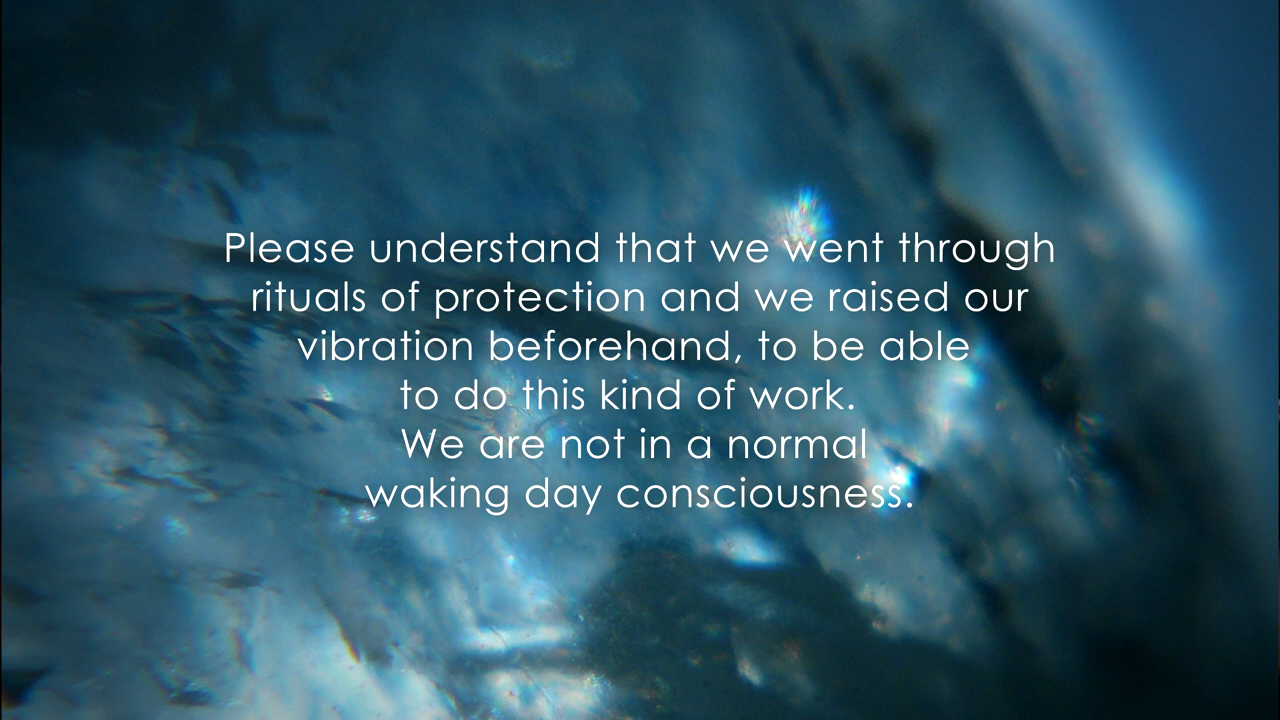 Please understand that we went through
rituals of protection and we raised our
vibration beforehand, to be able
to do this kind of work.
We are not in a normal
waking day consciousness.